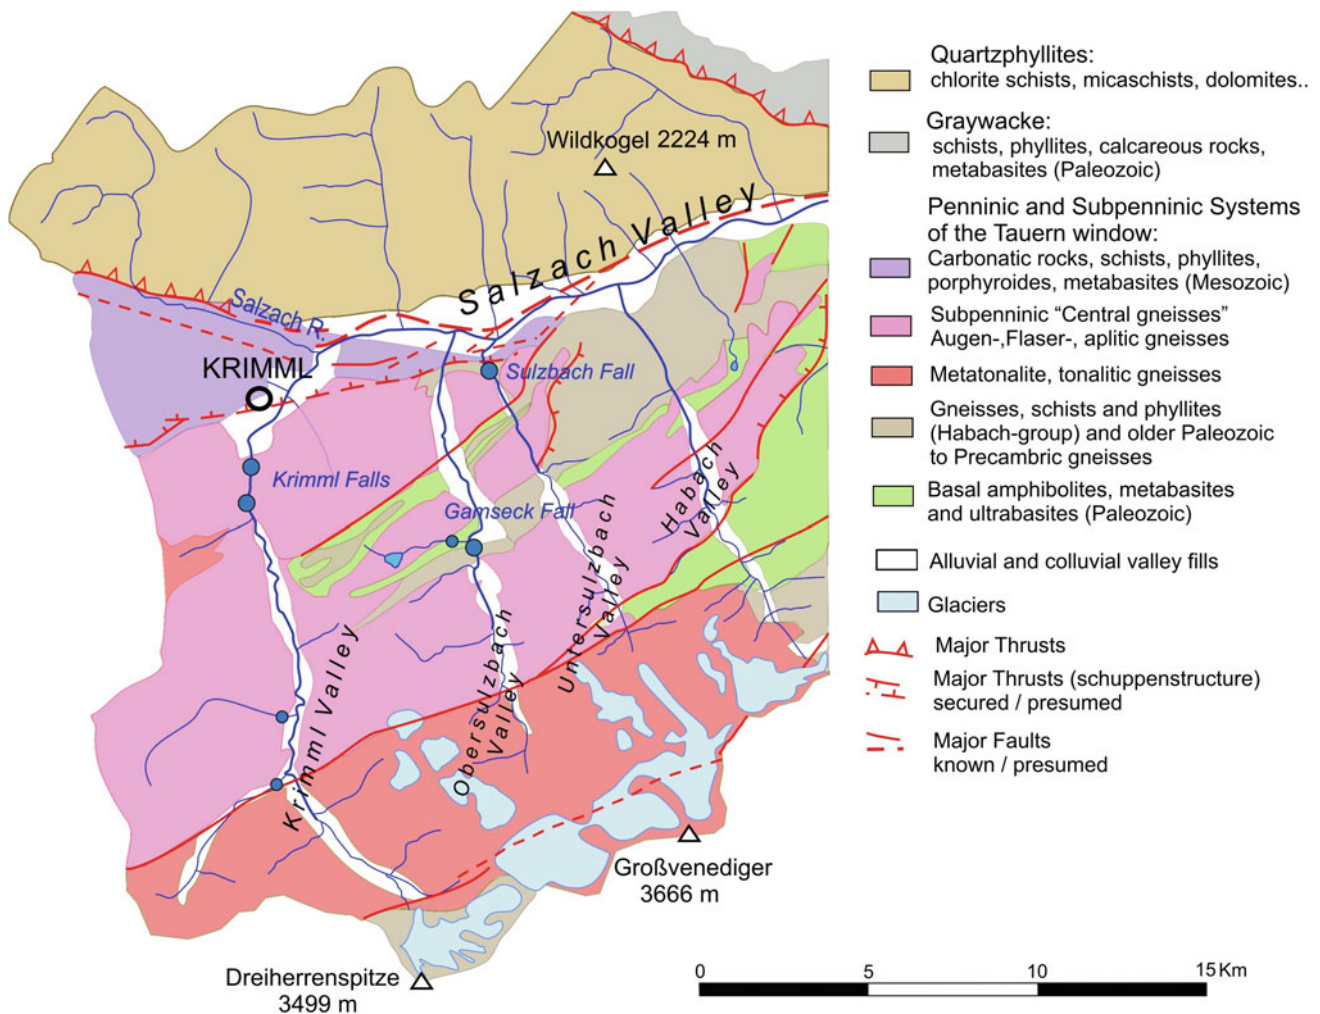 Wildkogel 2224 m
Salzach Valley
Salzach R.
KRIMML
Sulzbach Fall
Krimml Falls
Gamseck Fall
Habach
Valley
Untersulzbach
Valley
Obersulzbach
Valley
Krimml Valley
Großvenediger
3666 m
Dreiherrenspitze
3499 m
Quartzphyllites:
chlorite schists, micaschists, dolomites..
Graywacke:
schists, phyllites, calcareous rocks,
metabasites (Paleozoic)
Penninic and Subpenninic Systems
of the Tauern window:
Carbonatic rocks, schists, phyllites,
porphyroides, metabasites (Mesozoic)
Subpenninic “Central gneisses”
Augen-,Flaser-, aplitic gneisses
Metatonalite, tonalitic gneisses
Gneisses, schists and phyllites
(Habach-group) and older Paleozoic
to Precambric gneisses
Basal amphibolites, metabasites
and ultrabasites (Paleozoic)
Alluvial and colluvial valley fills
Glaciers
Major Thrusts
Major Thrusts (schuppenstructure)
secured / presumed
Major Faults
known / presumed
0 5 10 15 Km